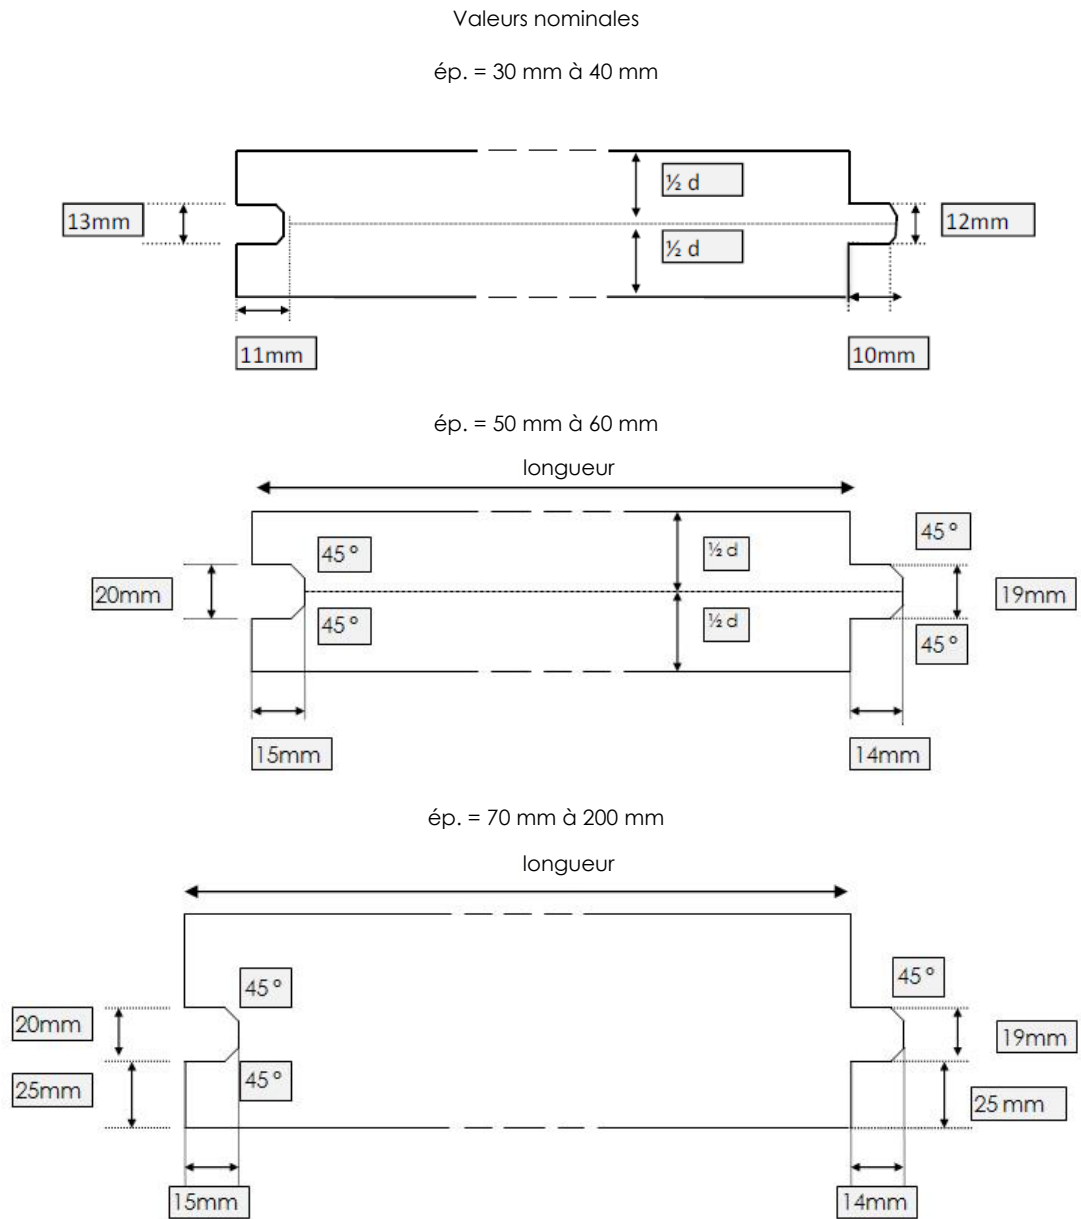 Valeurs nominales
ép. = 30 mm à 40 mm
½ d
13mm
12mm
½ d
11mm
10mm
ép. = 50 mm à 60 mm
longueur
45°
½ d
45°
20mm
19mm
45°
½ d
45°
15mm
14mm
ép. = 70 mm à 200 mm
longueur
45°
45°
20mm
19mm
25mm
45°
25 mm
15mm
14mm